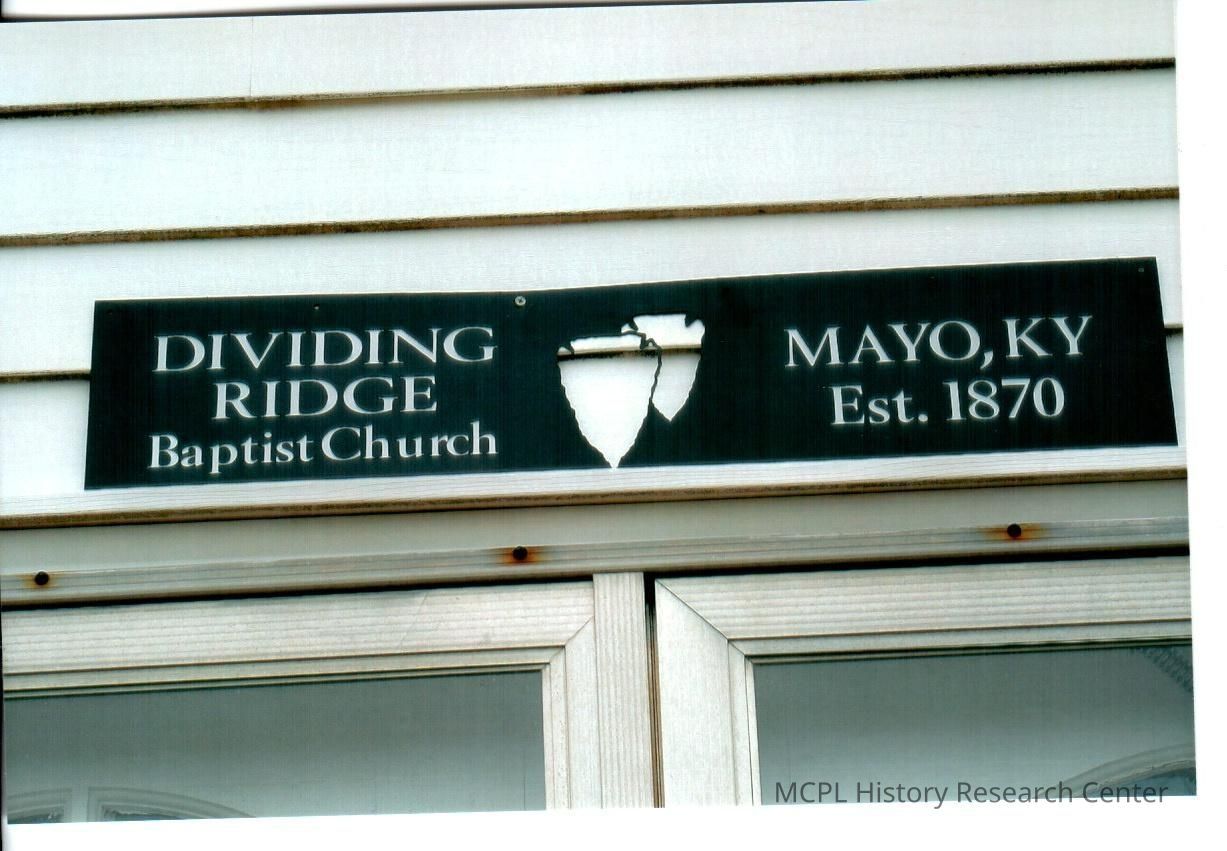 DIVIDING
RIDGE
Baptist Church
MAYO, KY
Est. 1870
MCPL History Research Center